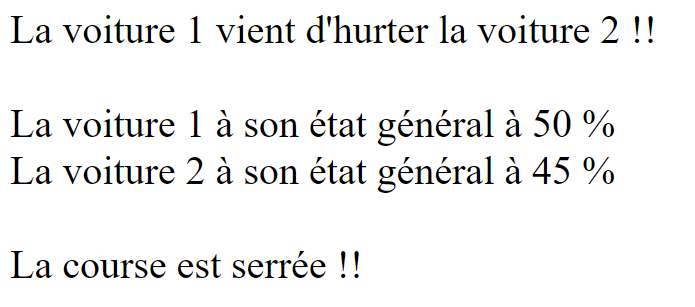 La voiture 1 vient d'hurter la voiture 2 !!
La voiture 1 à son état général à 50 %
La voiture 2 à son état général à 45 %
La course est serrée !!